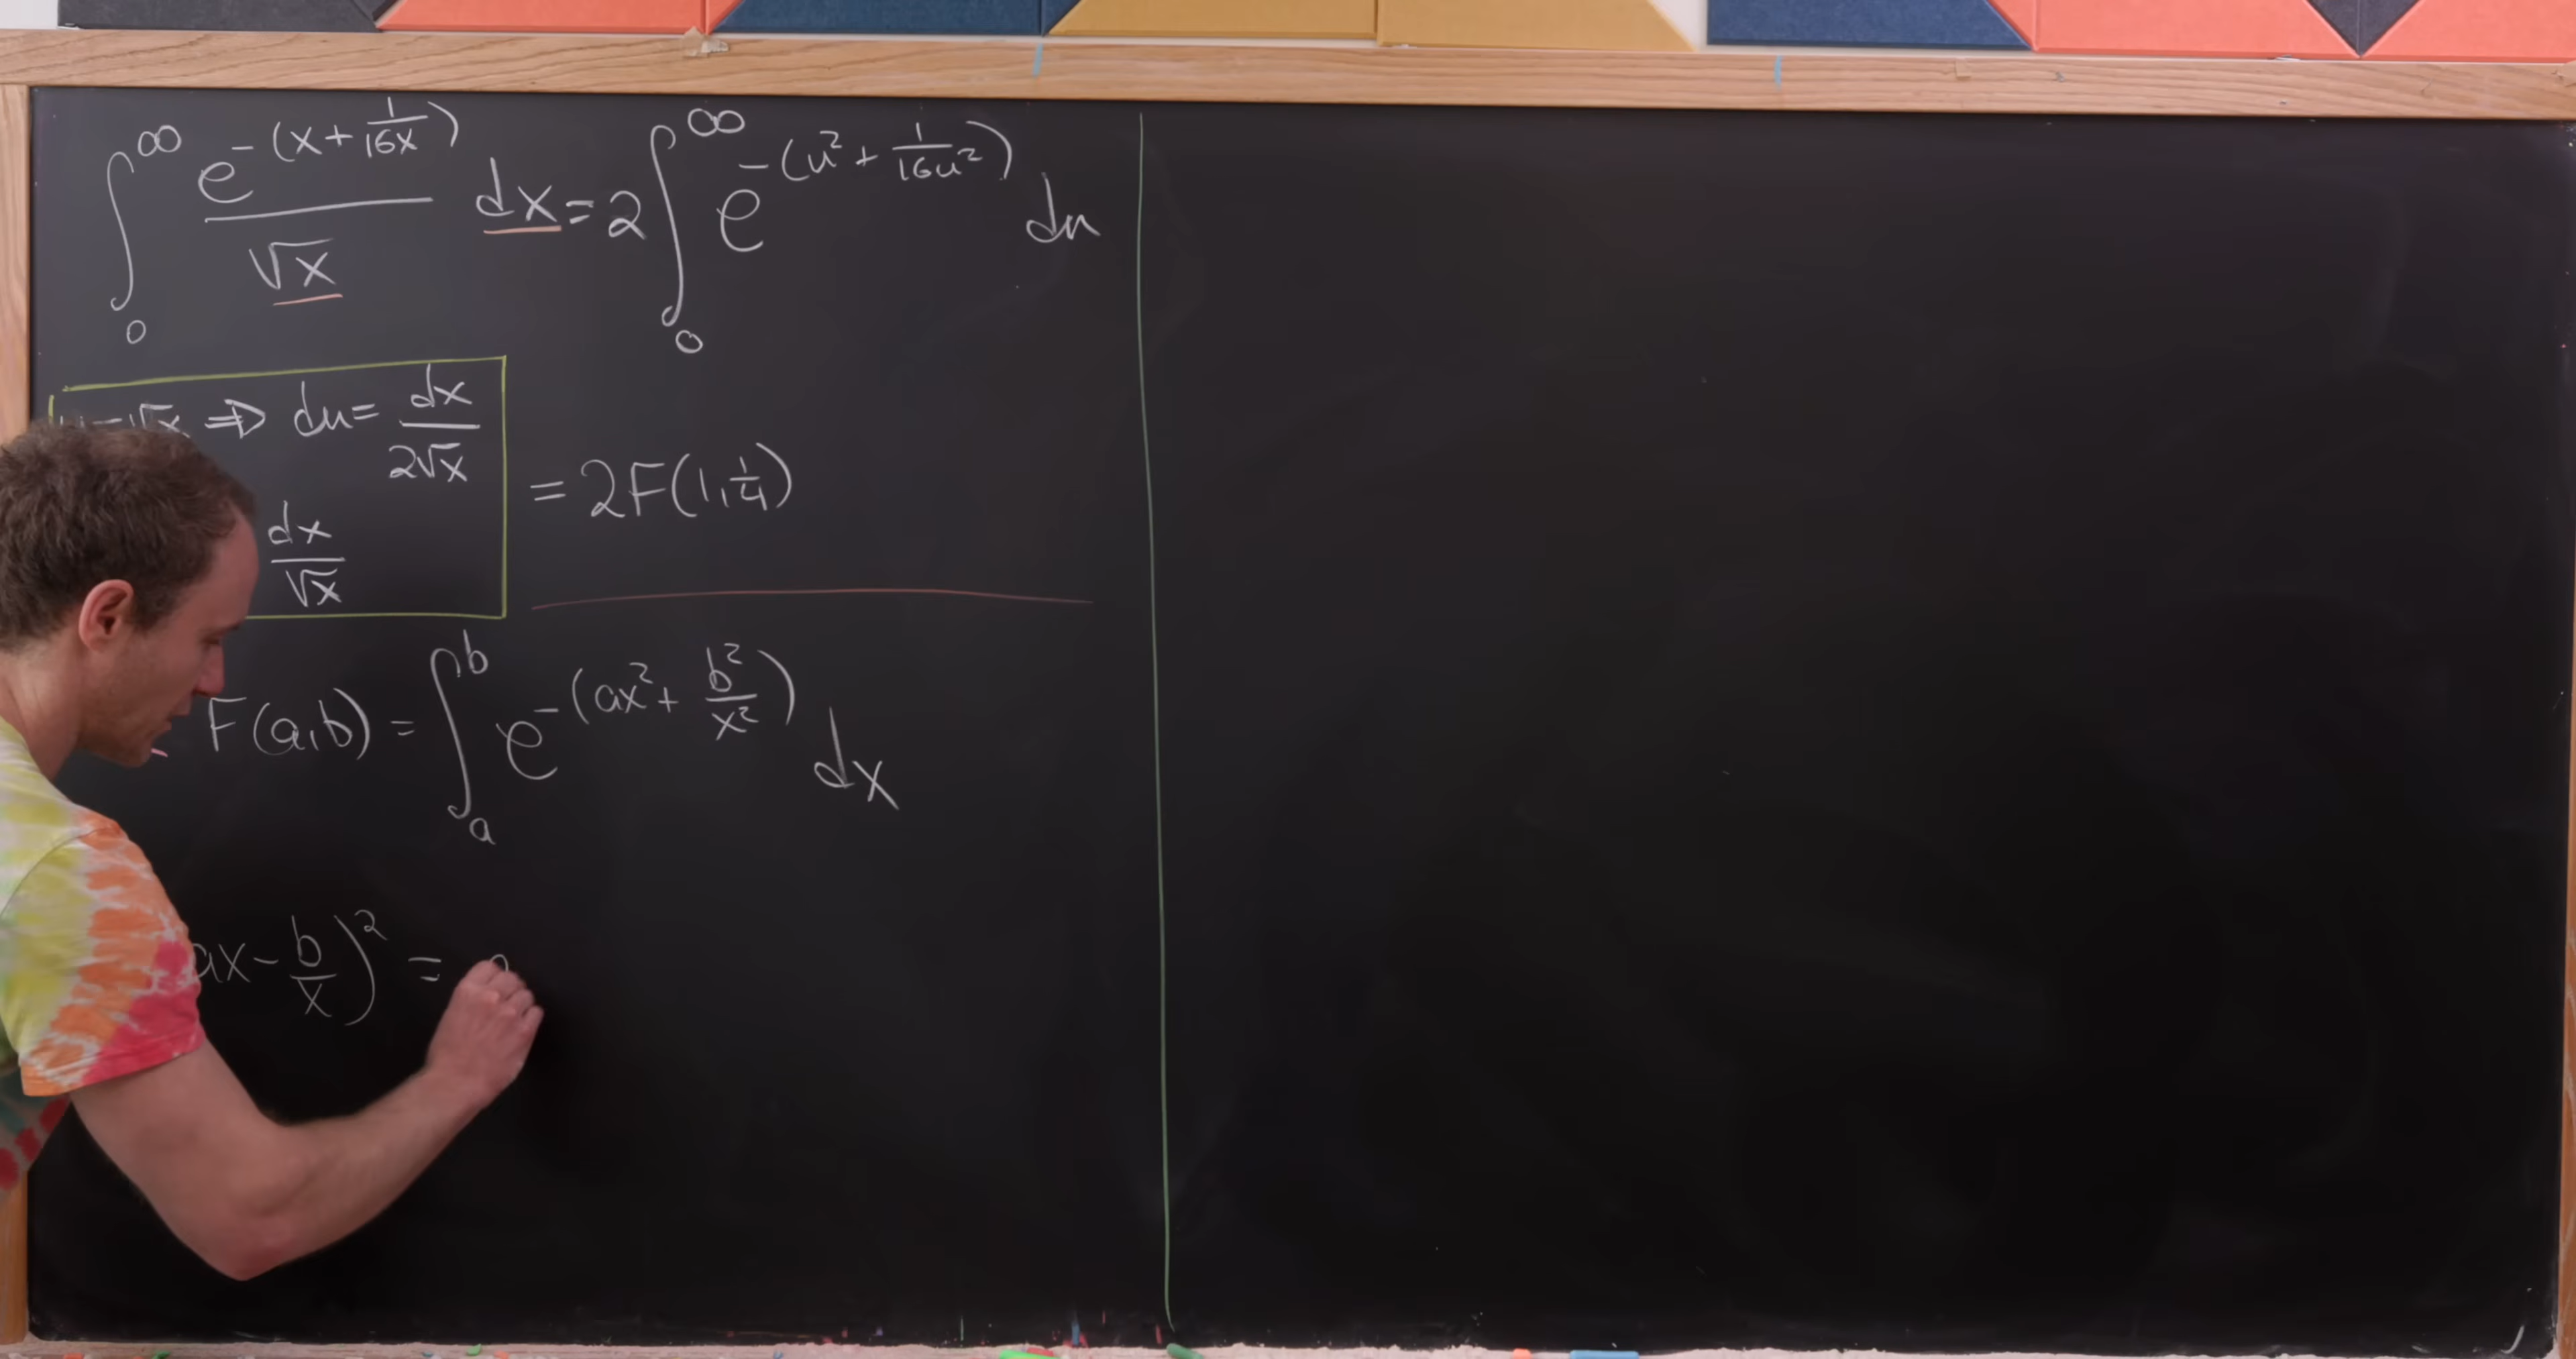 ∫₀^∞ e^{-(x + 1/16x)} / √x dx = 2 ∫₀^∞ e^{-(u² + 1/16u²)} du
u = √x ⇒ du = dx / 2√x
dx / √x
= 2F(1, 1/4)
F(a,b) = ∫ₐᵇ e^{-(ax² + b²/x²)} dx
ax - b/x)² =